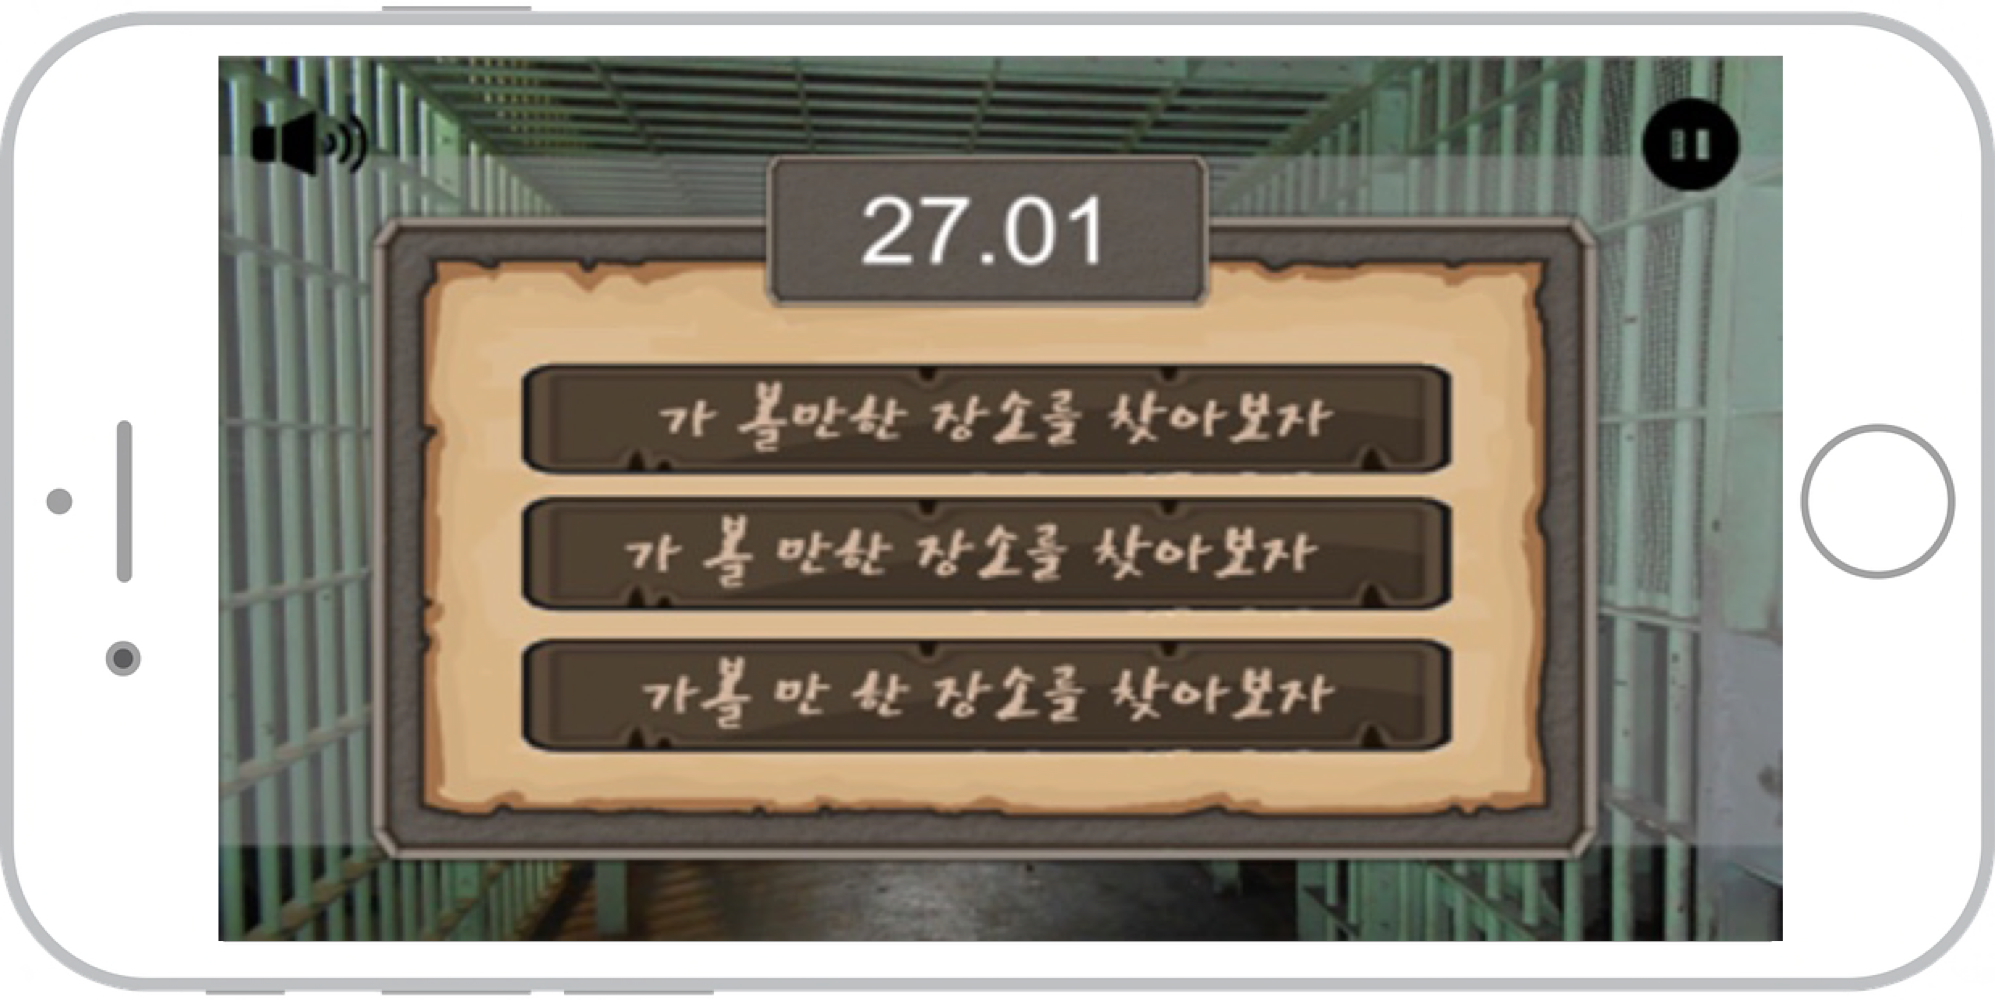 27.01
가 볼만한 장소를 찾아보자
가 볼 만한 장소를 찾아보자
가볼 만 한 장소를 찾아보자